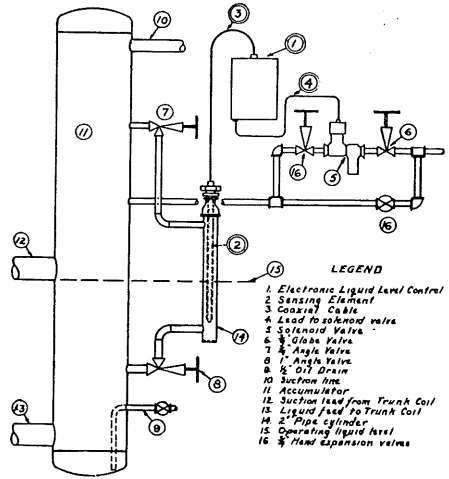 3
10
1
4
7
6
11
16
5
16
2
12
15
14
8
13
9
LEGEND
1. Electronic Liquid Level Control
2 Sensing Element
3 Coaxial Cable
4 Lead to solenoid valve
5 Solenoid Valve
6 3/4" Globe Valve
7 3/4 Angle Valve
8 1" Angle Valve
9 1/2" Oil Drain
10 Suction line
11 Accumulator
12 Suction feed from Trunk Coil
13. Liquid feed to Trunk Coil
14. 2" Pipe cylinder
15. Operating liquid level
16 3/4" Hand expansion valves